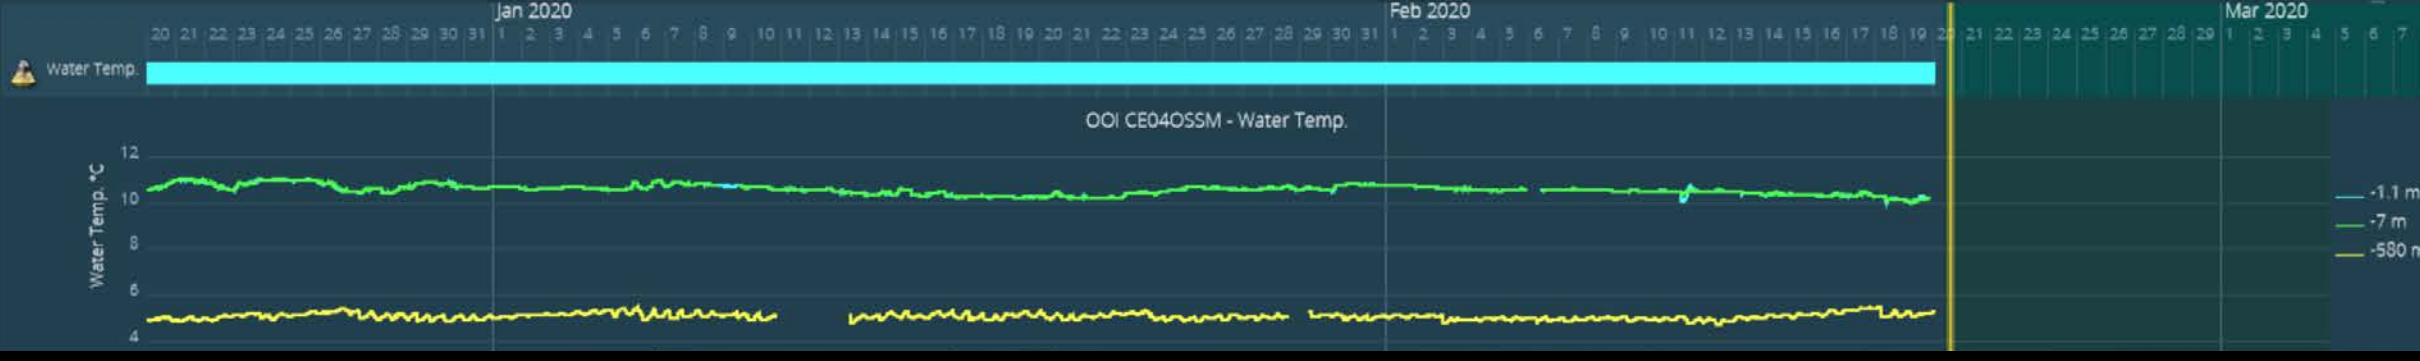 Jan 2020 Feb 2020 Mar 2020
20 21 22 23 24 25 26 27 28 29 30 31 1 2 3 4 5 6 7 8 9 10 11 12 13 14 15 16 17 18 19 20 21 22 23 24 25 26 27 28 29 30 31 1 2 3 4 5 6 7 8 9 10 11 12 13 14 15 16 17 18 19 20 21 22 23 24 25 26 27 28 29 1 2 3 4 5 6 7
Water Temp.
OOI CE04OSSM - Water Temp.
Water Temp. °C
12
10
8
6
4
-1.1 m
-7 m
-580 m